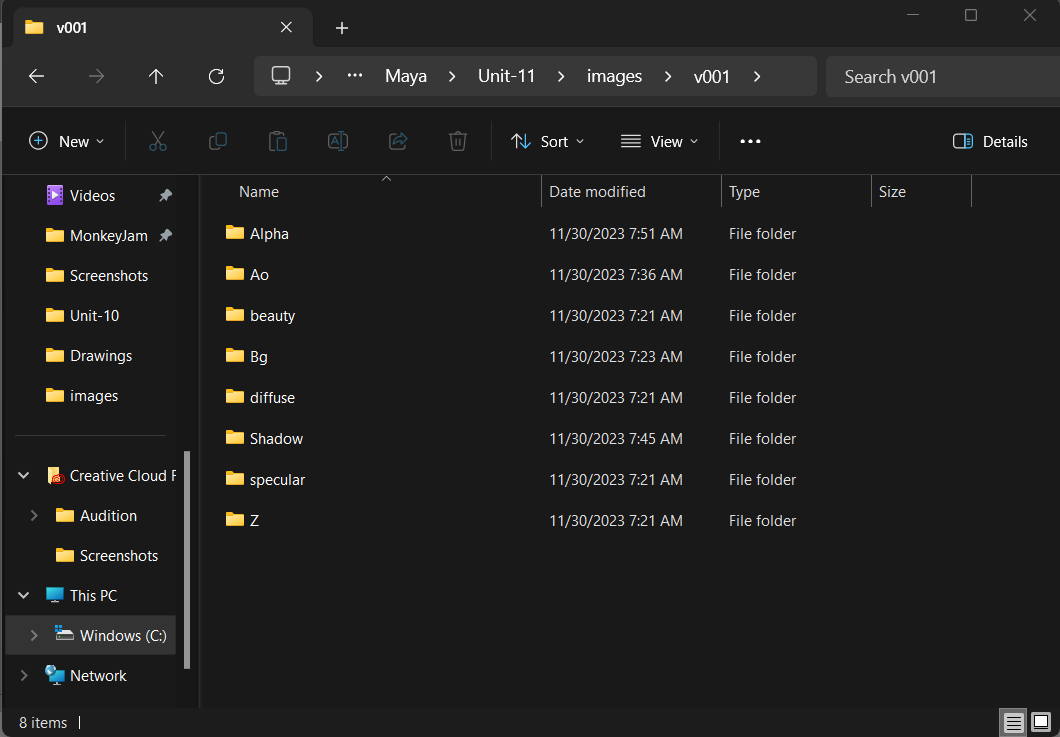 v001
Maya > Unit-11 > images > v001 >
Search v001
New
Sort
View
Details
Videos
MonkeyJam
Screenshots
Unit-10
Drawings
images
Creative Cloud F
Audition
Screenshots
This PC
Windows (C:)
Network
Name Date modified Type Size
Alpha 11/30/2023 7:51 AM File folder
Ao 11/30/2023 7:36 AM File folder
beauty 11/30/2023 7:21 AM File folder
Bg 11/30/2023 7:23 AM File folder
diffuse 11/30/2023 7:21 AM File folder
Shadow 11/30/2023 7:45 AM File folder
specular 11/30/2023 7:21 AM File folder
Z 11/30/2023 7:21 AM File folder
8 items